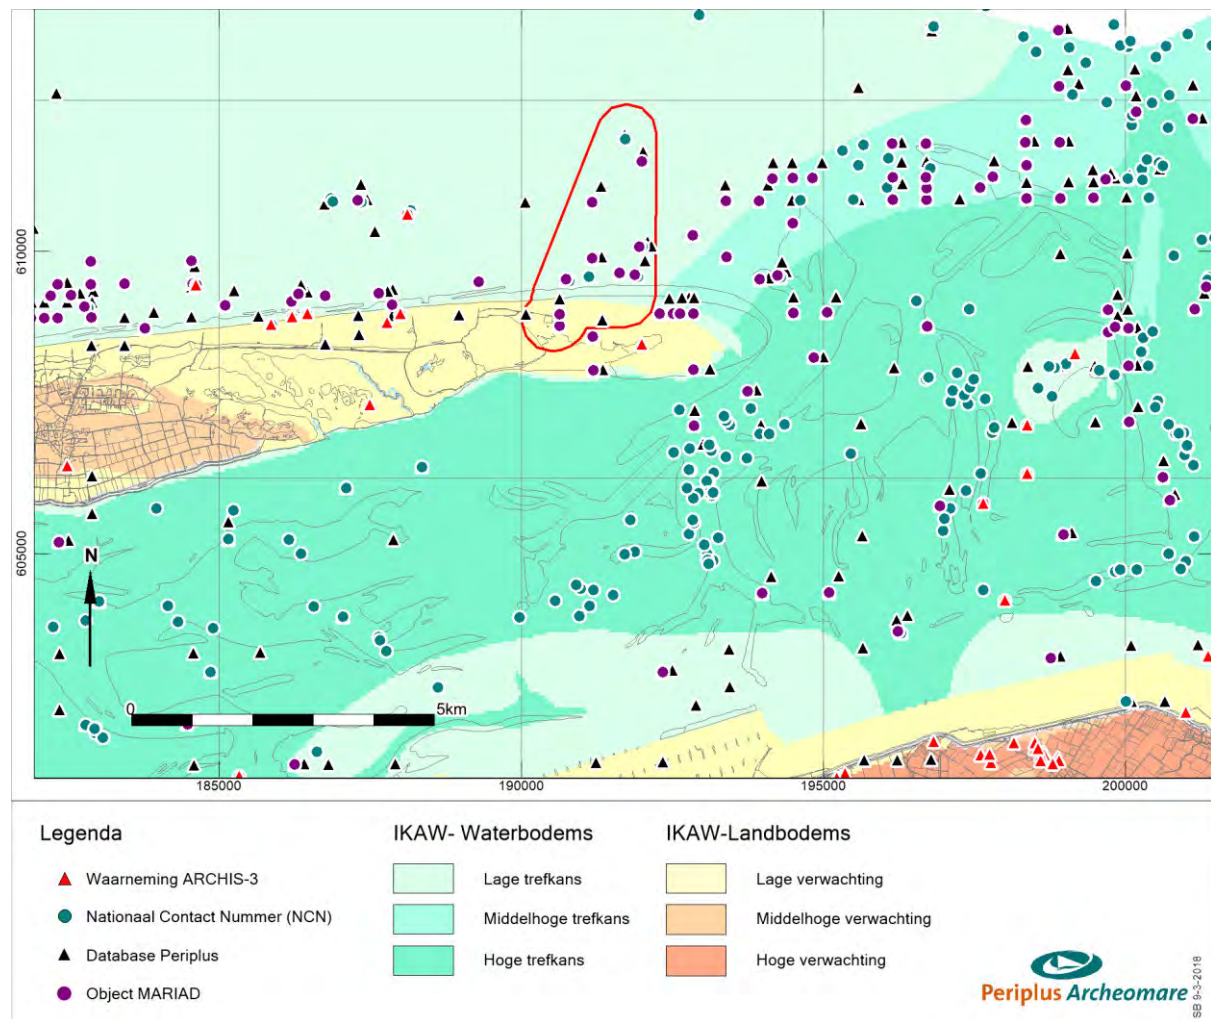 610000
605000
N
0
5km
185000
190000
195000
200000
Legenda
Waarneming ARCHIS-3
Nationaal Contact Nummer (NCN)
Database Periplus
Object MARIAD
IKAW- Waterbodems
Lage trefkans
Middelhoge trefkans
Hoge trefkans
IKAW-Landbodems
Lage verwachting
Middelhoge verwachting
Hoge verwachting
Periplus Archeomare
SB 9-3-2018